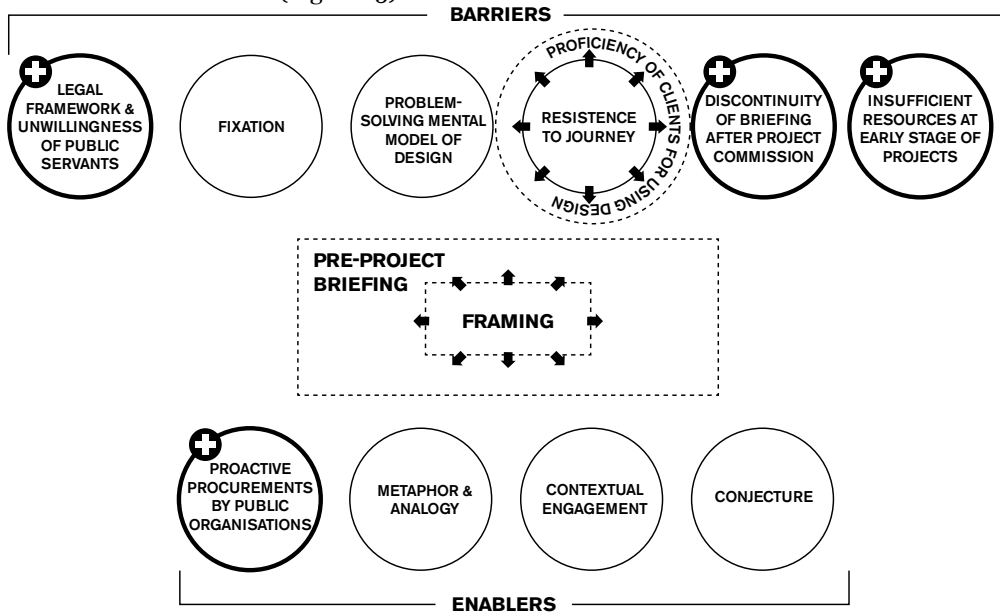 BARRIERS
LEGAL
FRAMEWORK &
UNWILLINGNESS
OF PUBLIC
SERVANTS
FIXATION
PROBLEM-
SOLVING MENTAL
MODEL OF
DESIGN
PROFICIENCY OF CLIENTS FOR USING DESIGN
RESISTENCE
TO JOURNEY
DISCONTINUITY
OF BRIEFING
AFTER PROJECT
COMMISSION
INSUFFICIENT
RESOURCES AT
EARLY STAGE OF
PROJECTS
PRE-PROJECT
BRIEFING
FRAMING
PROACTIVE
PROCUREMENTS
BY PUBLIC
ORGANISATIONS
METAPHOR &
ANALOGY
CONTEXTUAL
ENGAGEMENT
CONJECTURE
ENABLERS